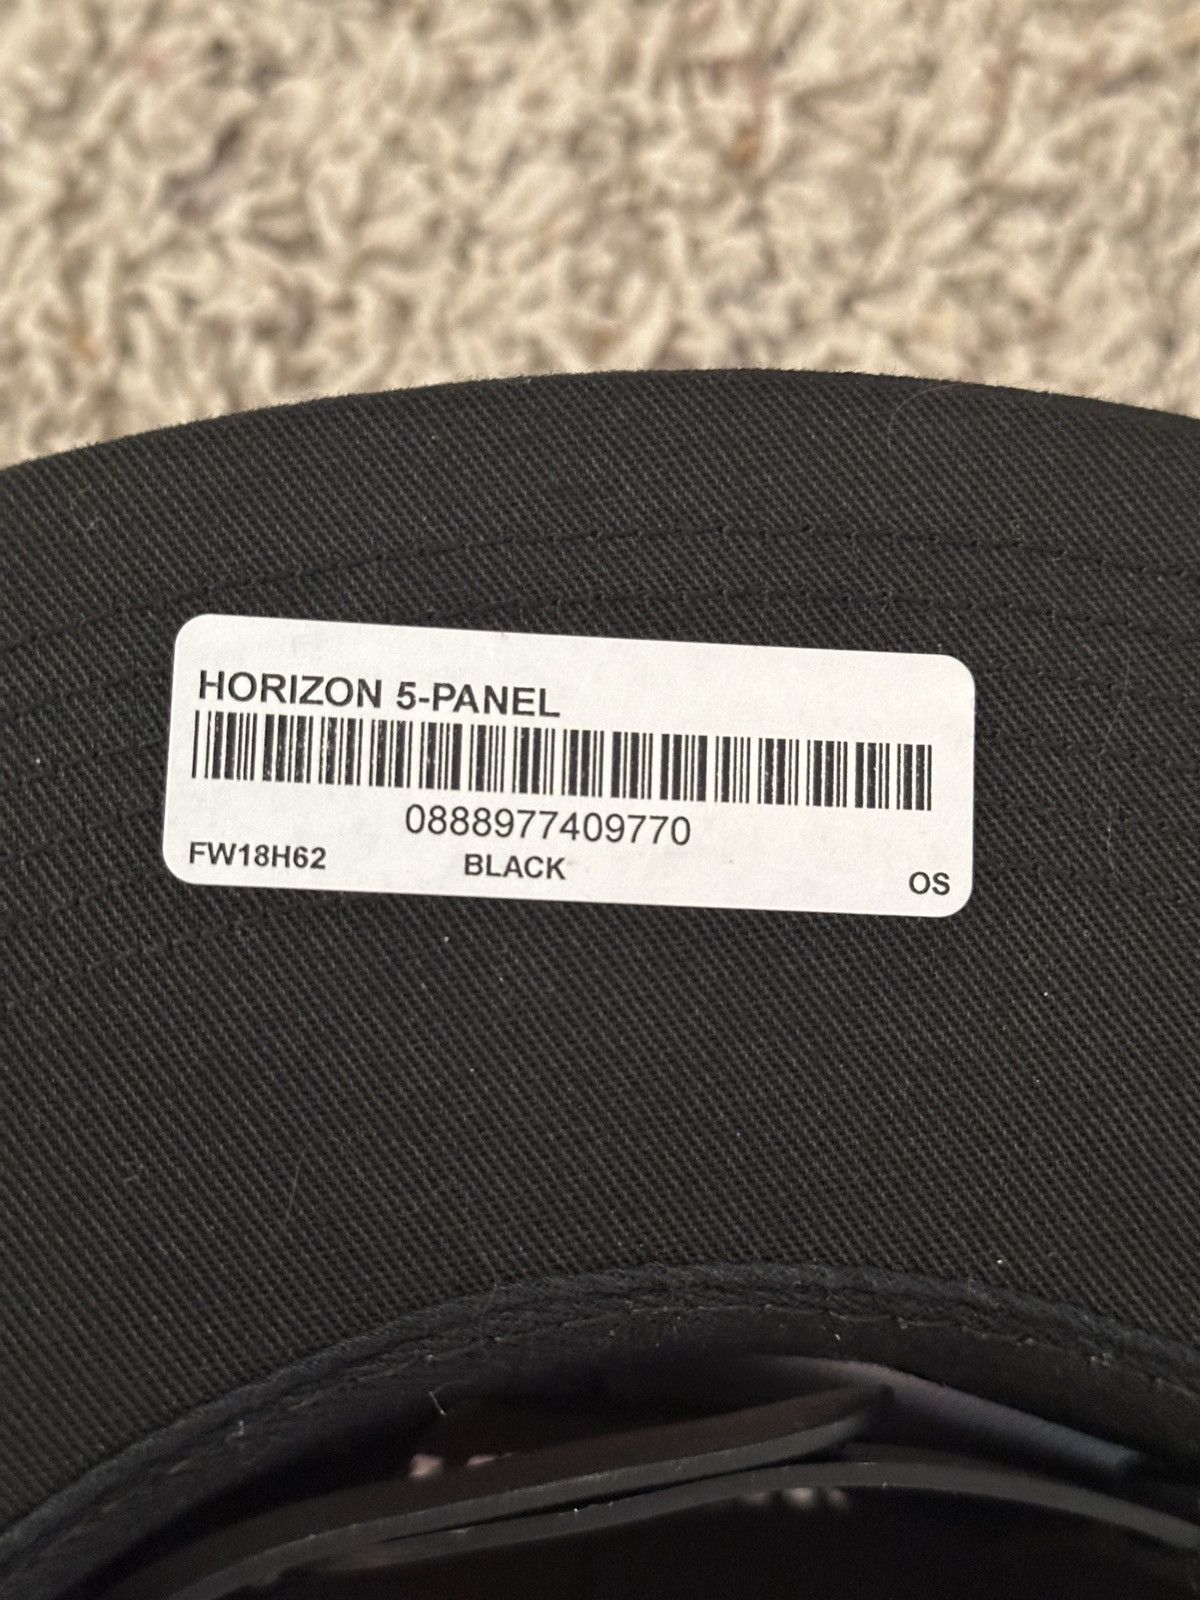 HORIZON 5-PANEL
0888977409770
FW18H62 BLACK OS